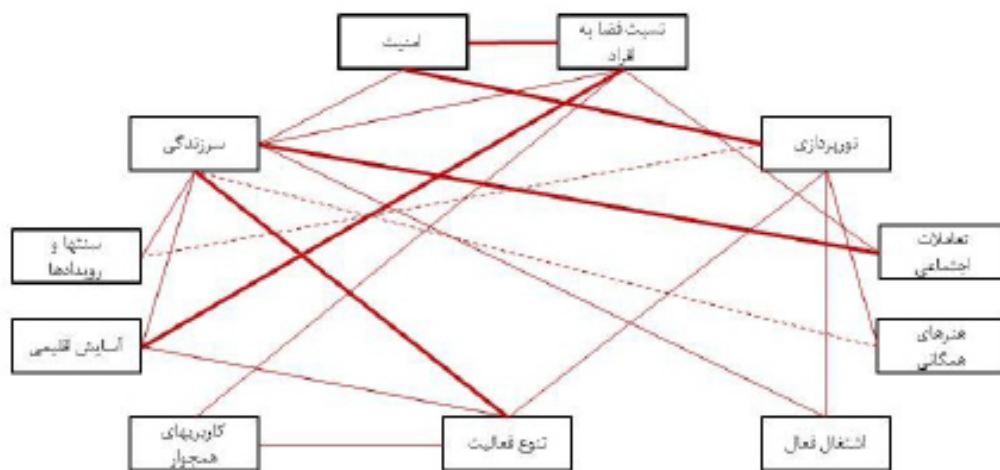 نسبت فضا به
افراد
امنیت
نورپردازی
سرزندگی
تعاملات
اجتماعی
سنتها و
رویدادها
هنرهای
همگانی
آسایش اقلیمی
اشتغال فعال
تنوع فعالیت
کاربریهای
همجوار